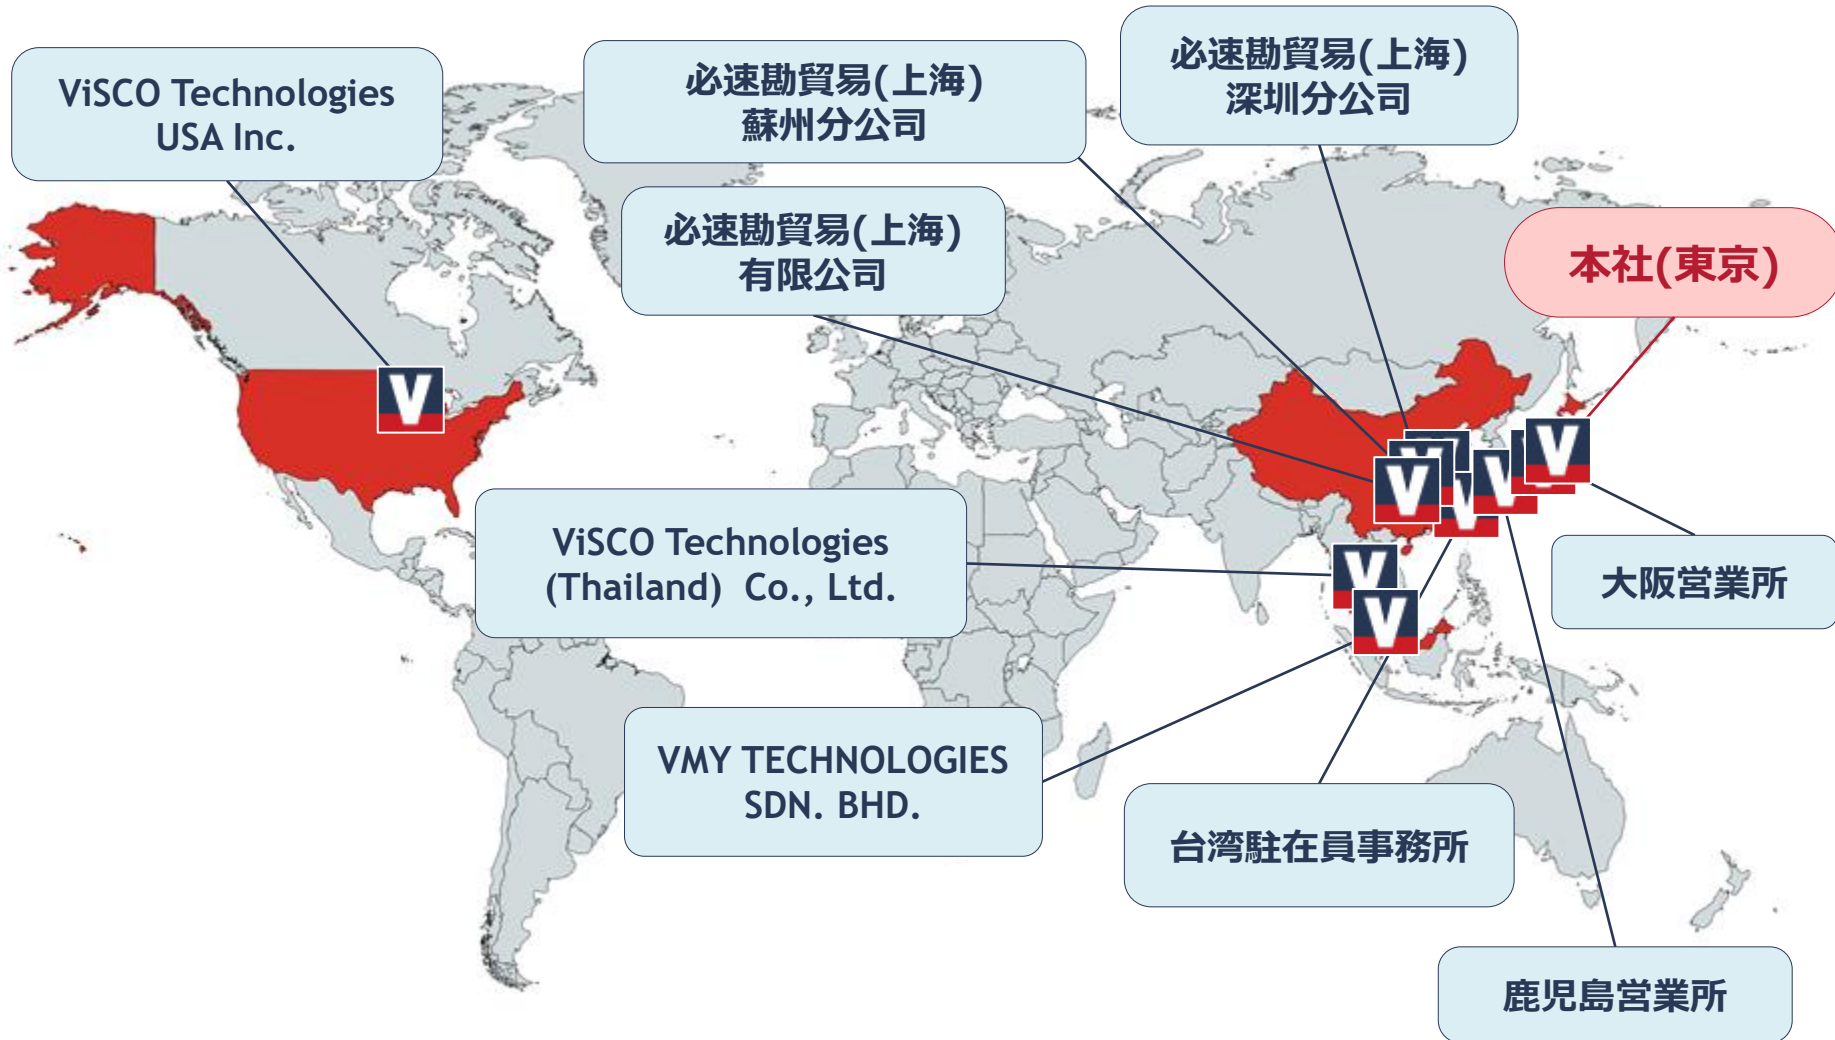 ViSCO Technologies
USA Inc.
必速勘貿易(上海)
蘇州分公司
必速勘貿易(上海)
深圳分公司
必速勘貿易(上海)
有限公司
本社(東京)
ViSCO Technologies
(Thailand) Co., Ltd.
大阪営業所
VMY TECHNOLOGIES
SDN. BHD.
台湾駐在員事務所
鹿児島営業所
V
V
V
V
V
V
V
V
V
V